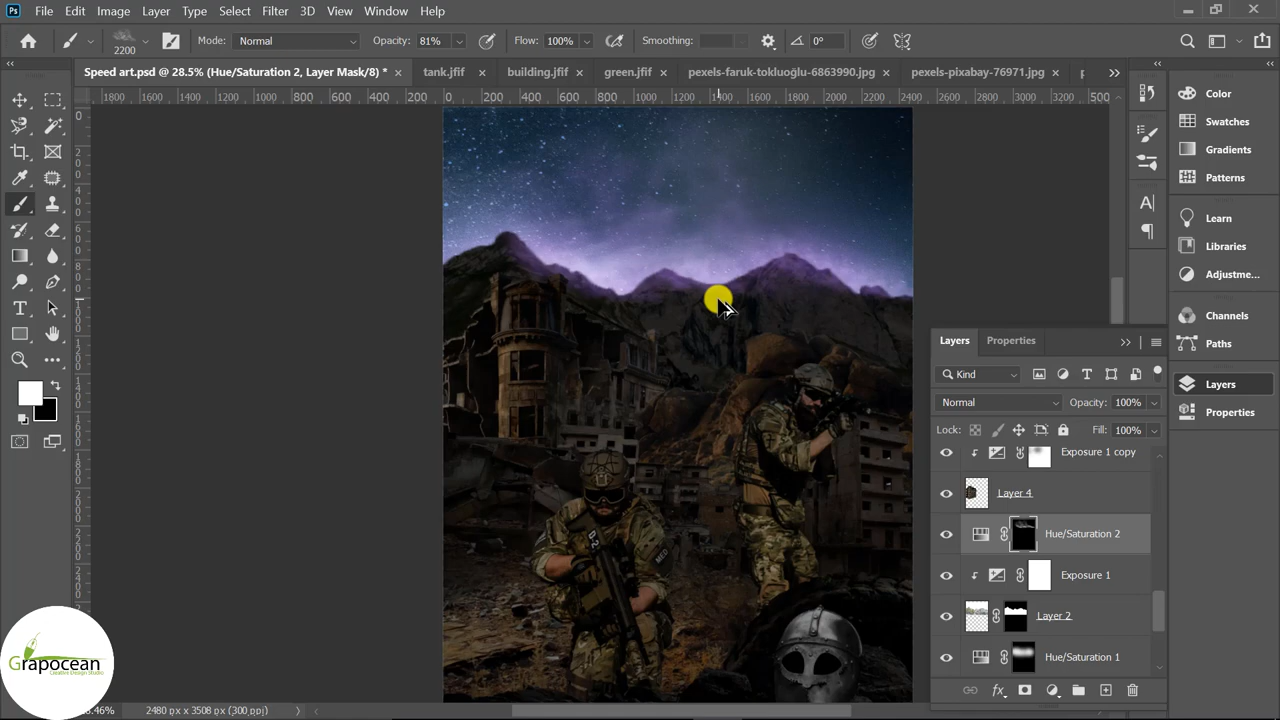 Ps File Edit Image Layer Type Select Filter 3D View Window Help
2200 Mode: Normal Opacity: 81% Flow: 100% Smoothing: 0°
Speed art.psd @ 28.5% (Hue/Saturation 2, Layer Mask/8) * × tank.jfif × building.jfif × green.jfif × pexels-faruk-tokluoğlu-6863990.jpg × pexels-pixabay-76971.jpg ×
1800 1600 1400 1200 1000 800 600 400 200 0 200 400 600 800 1000 1200 1400 1600 1800 2000 2200 2400 2600 2800 3000 3200 3400
Color
Swatches
Gradients
Patterns
Learn
Libraries
Adjustme...
Channels
Paths
Layers
Properties
Layers Properties
Kind
Normal Opacity: 100%
Lock: Fill: 100%
Exposure 1 copy
Layer 4
Hue/Saturation 2
Exposure 1
Layer 2
Hue/Saturation 1
MED
Grapocean
Creative Design Studio
2480 px x 3508 px (300 ppi)